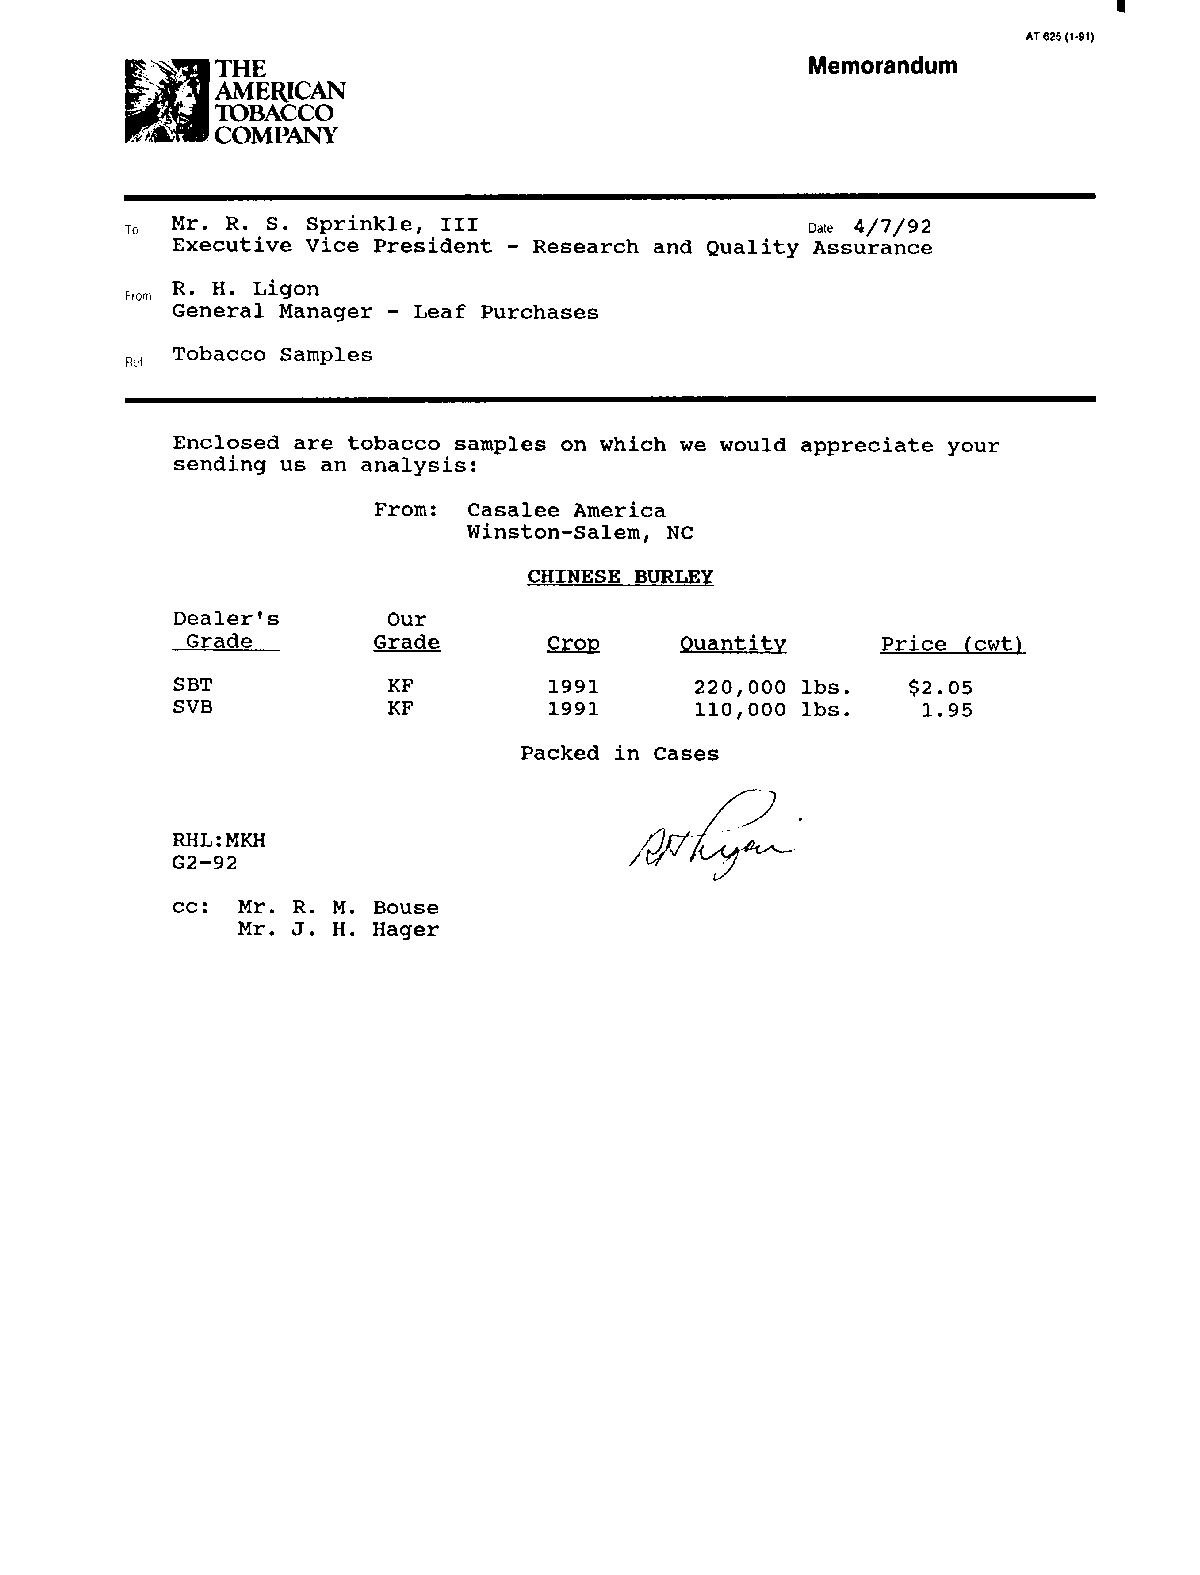 AT 625 (1-91)
THE
AMERICAN
TOBACCO
COMPANY
Memorandum
To Mr. R. S. Sprinkle, III Date 4/7/92
Executive Vice President - Research and Quality Assurance
From R. H. Ligon
General Manager - Leaf Purchases
Ref Tobacco Samples
Enclosed are tobacco samples on which we would appreciate your
sending us an analysis:
From: Casalee America
Winston-Salem, NC
CHINESE BURLEY
Dealer's Our
Grade Grade Crop Quantity Price (cwt)
SBT KF 1991 220,000 lbs. $2.05
SVB KF 1991 110,000 lbs. 1.95
Packed in Cases
RH Ligon
RHL:MKH
G2-92
cc: Mr. R. M. Bouse
Mr. J. H. Hager